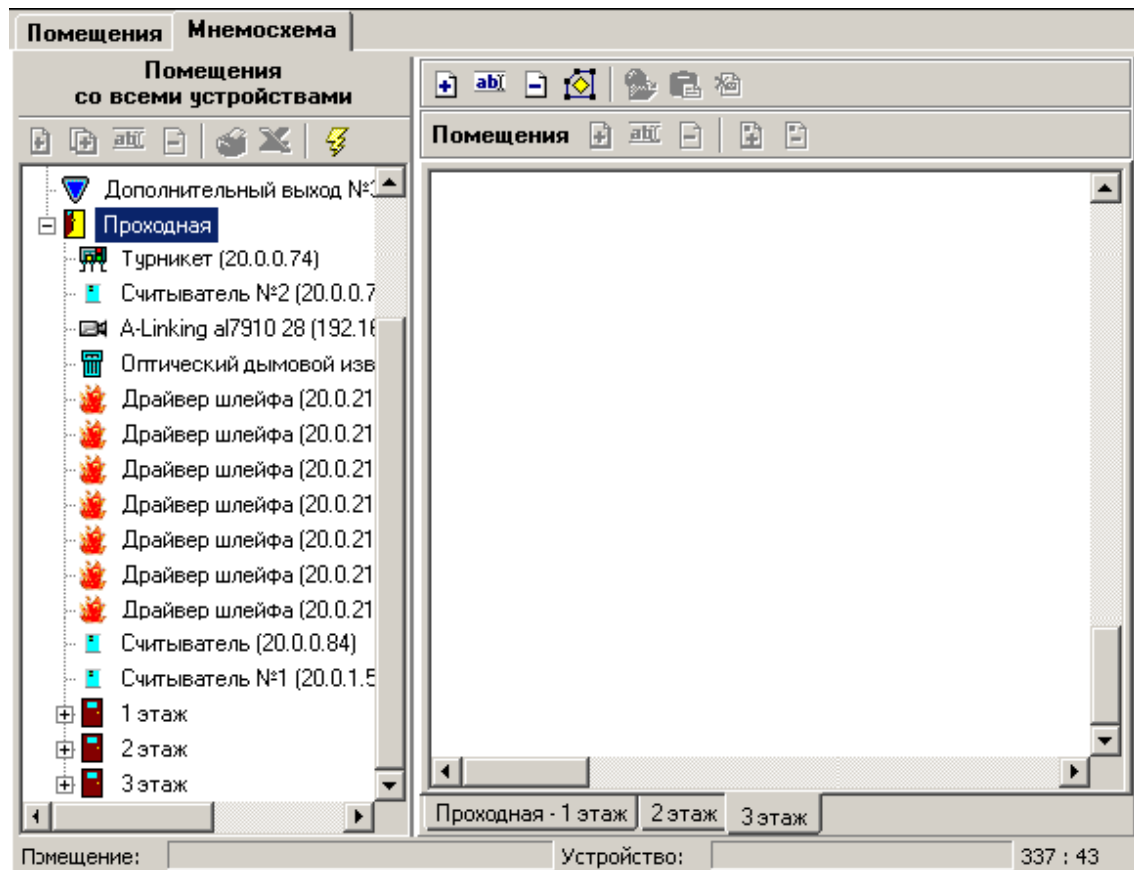 Помещения Мнемосхема
Помещения
со всеми устройствами
Помещения
Дополнительный выход №
Проходная
Турникет (20.0.0.74)
Считыватель №2 (20.0.0.7
A-Linking al7910 28 (192.16
Оптический дымовой изв
Драйвер шлейфа (20.0.21
Драйвер шлейфа (20.0.21
Драйвер шлейфа (20.0.21
Драйвер шлейфа (20.0.21
Драйвер шлейфа (20.0.21
Драйвер шлейфа (20.0.21
Драйвер шлейфа (20.0.21
Считыватель (20.0.0.84)
Считыватель №1 (20.0.1.5
1 этаж
2 этаж
3 этаж
Проходная - 1 этаж 2 этаж 3 этаж
Помещение: Устройство: 337 : 43